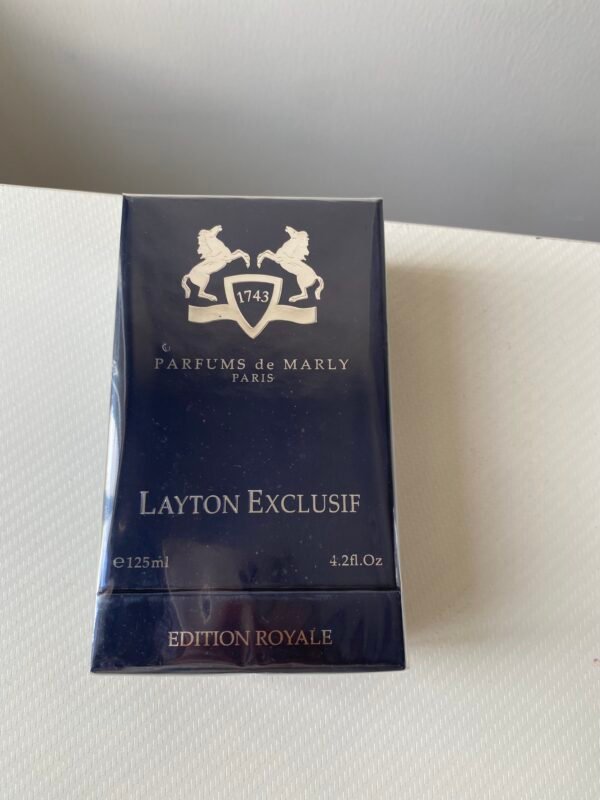 1743
PARFUMS de MARLY
PARIS
LAYTON EXCLUSIF
℮125ml 4.2fl.Oz
EDITION ROYALE